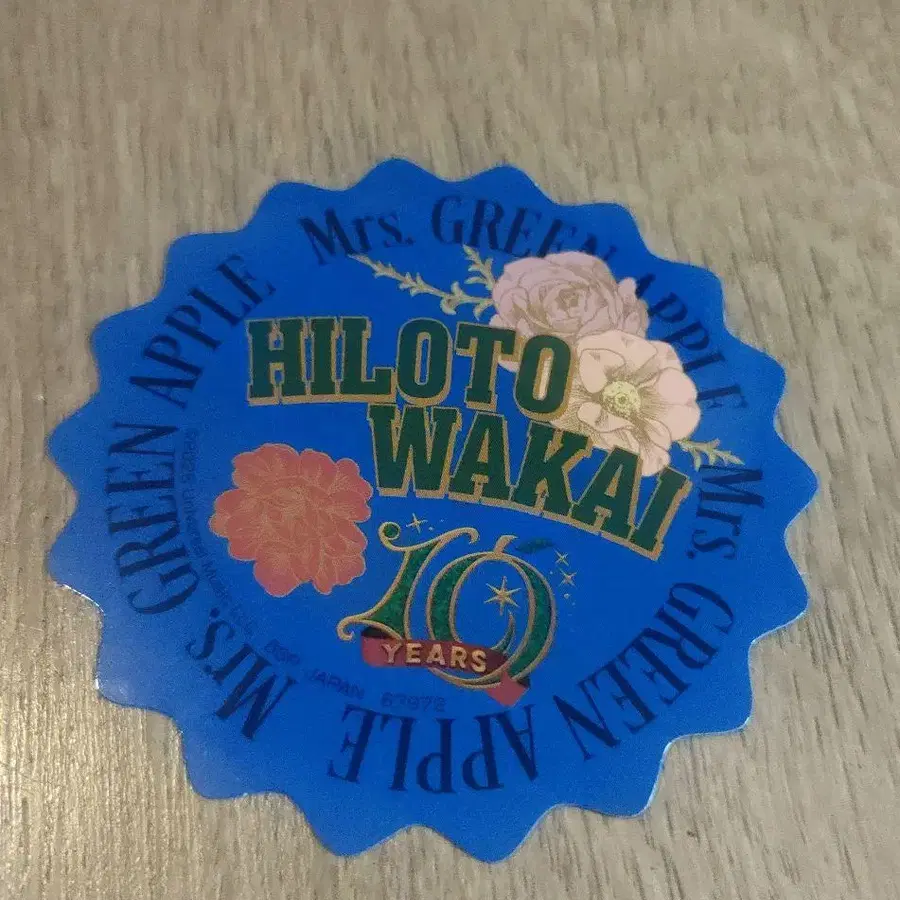 Mrs. GREEN APPLE
Mrs. GREEN APPLE
Mrs. GREEN APPLE
HILOTO
WAKAI
10
YEARS
JAPAN